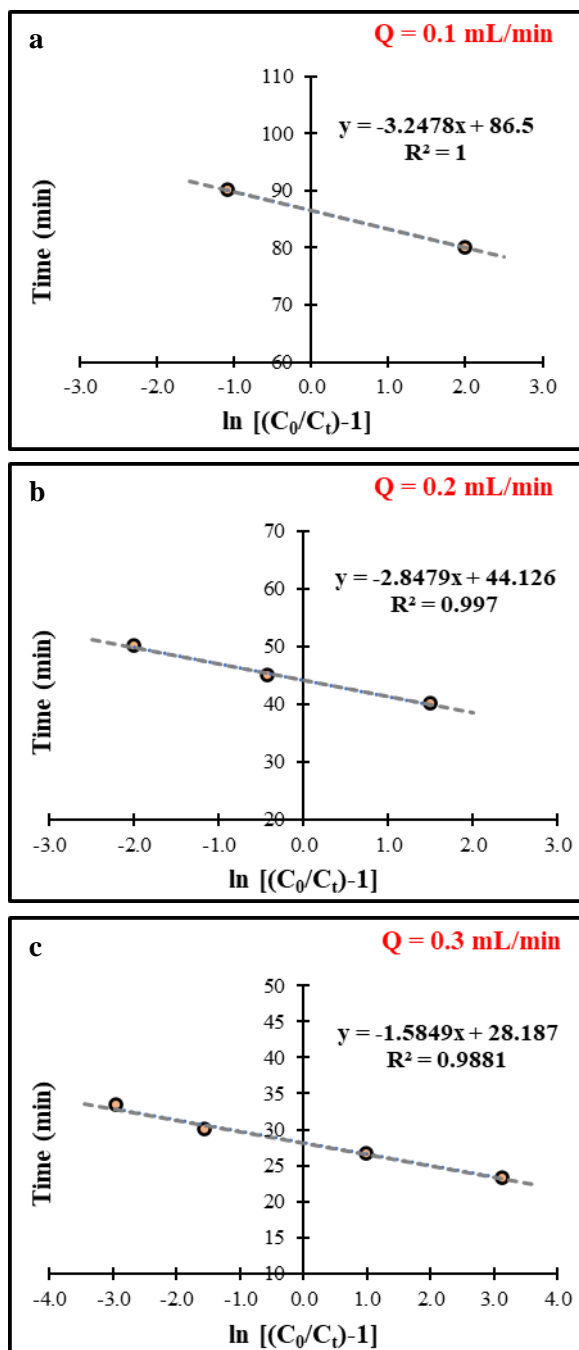 a
Q = 0.1 mL/min
110
100
90
80
70
60
y = -3.2478x + 86.5
R² = 1
Time (min)
-3.0 -2.0 -1.0 0.0 1.0 2.0 3.0
ln [(C₀/Cₜ)-1]
b
Q = 0.2 mL/min
70
60
50
40
30
20
y = -2.8479x + 44.126
R² = 0.997
Time (min)
-3.0 -2.0 -1.0 0.0 1.0 2.0 3.0
ln [(C₀/Cₜ)-1]
c
Q = 0.3 mL/min
50
45
40
35
30
25
20
15
10
y = -1.5849x + 28.187
R² = 0.9881
Time (min)
-4.0 -3.0 -2.0 -1.0 0.0 1.0 2.0 3.0 4.0
ln [(C₀/Cₜ)-1]